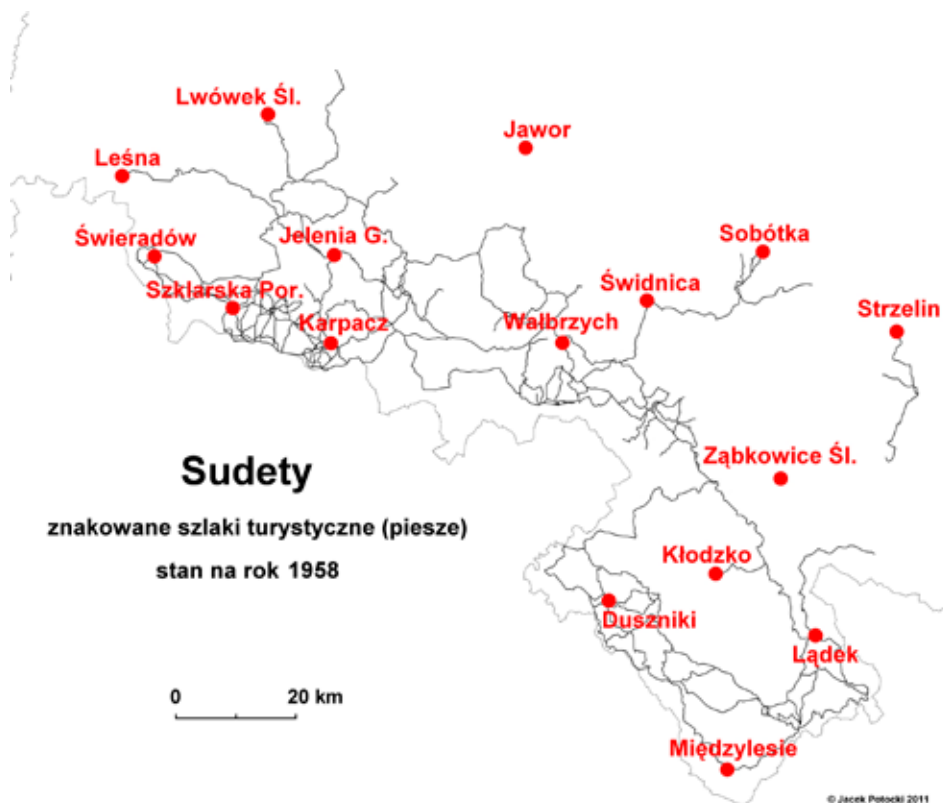 Lwówek Śl.
Jawor
Leśna
Świeradów
Jelenia G.
Sobótka
Szklarska Por.
Świdnica
Karpacz
Wałbrzych
Strzelin
Sudety
Ząbkowice Śl.
znakowane szlaki turystyczne (piesze)
stan na rok 1958
Kłodzko
Duszniki
Lądek
0 20 km
Międzylesie
© Jacek Potocki 2011